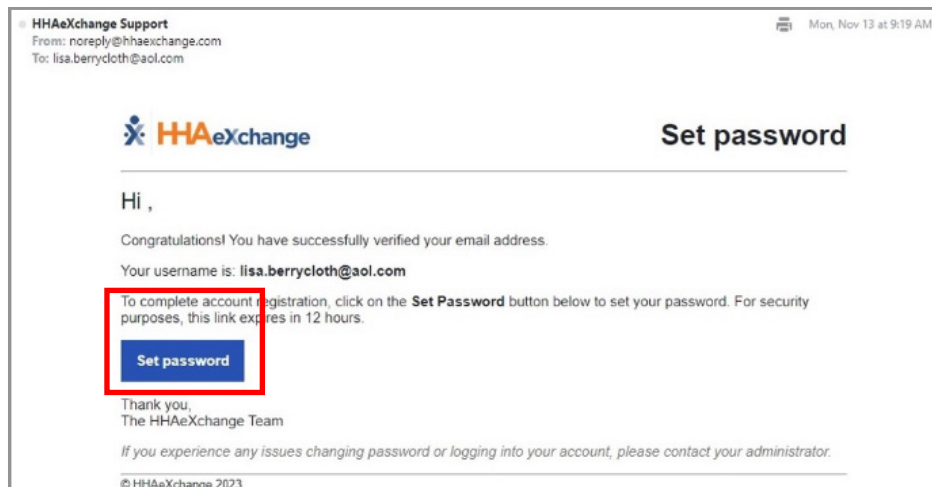 HHAeXchange Support
Mon, Nov 13 at 9:19 AM
From: noreply@hhaexchange.com
To: lisa.berrycloth@aol.com
HHAeXchange
Set password
Hi ,
Congratulations! You have successfully verified your email address.
Your username is: lisa.berrycloth@aol.com
To complete account registration, click on the Set Password button below to set your password. For security
purposes, this link expires in 12 hours.
Set password
Thank you,
The HHAeXchange Team
If you experience any issues changing password or logging into your account, please contact your administrator.
© HHAeXchange 2023